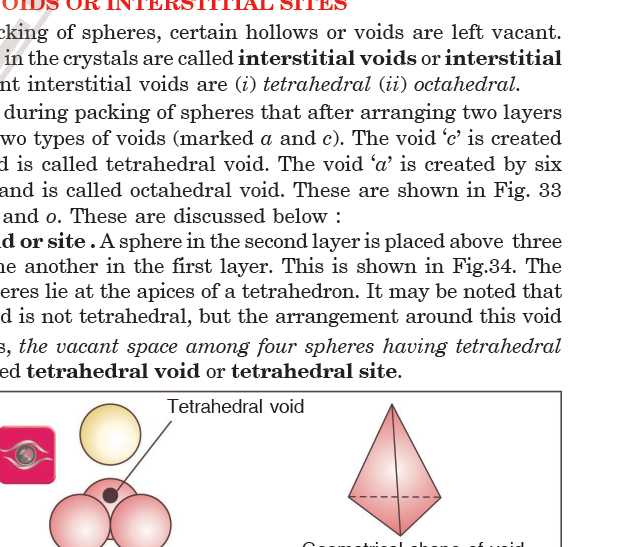 OIDS OR INTERSTITIAL SITES
cking of spheres, certain hollows or voids are left vacant.
in the crystals are called interstitial voids or interstitial
nt interstitial voids are (i) tetrahedral (ii) octahedral.
during packing of spheres that after arranging two layers
wo types of voids (marked a and c). The void ‘c’ is created
d is called tetrahedral void. The void ‘a’ is created by six
and is called octahedral void. These are shown in Fig. 33
and o. These are discussed below :
d or site . A sphere in the second layer is placed above three
ne another in the first layer. This is shown in Fig.34. The
eres lie at the apices of a tetrahedron. It may be noted that
d is not tetrahedral, but the arrangement around this void
s, the vacant space among four spheres having tetrahedral
ed tetrahedral void or tetrahedral site.
Tetrahedral void
Geometrical shape of void